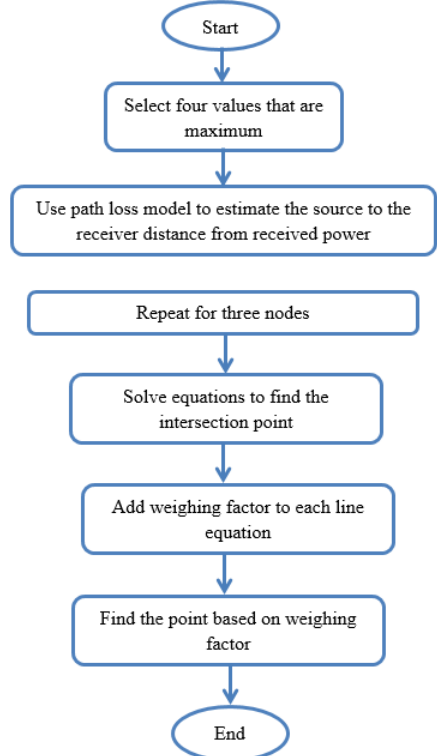 Start
Select four values that are
maximum
Use path loss model to estimate the source to the
receiver distance from received power
Repeat for three nodes
Solve equations to find the
intersection point
Add weighing factor to each line
equation
Find the point based on weighing
factor
End